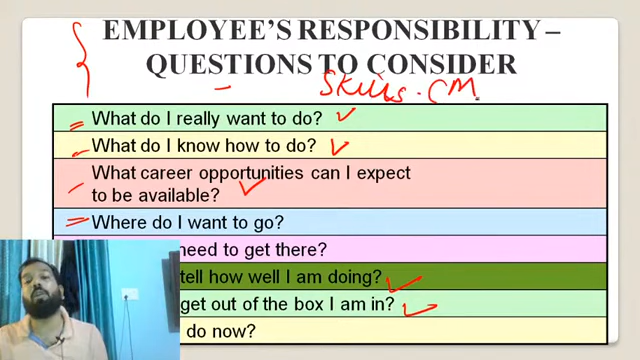 EMPLOYEE'S RESPONSIBILITY –
QUESTIONS TO CONSIDER
Skills. CM
What do I really want to do?
What do I know how to do?
What career opportunities can I expect
to be available?
Where do I want to go?
need to get there?
tell how well I am doing?
get out of the box I am in?
do now?